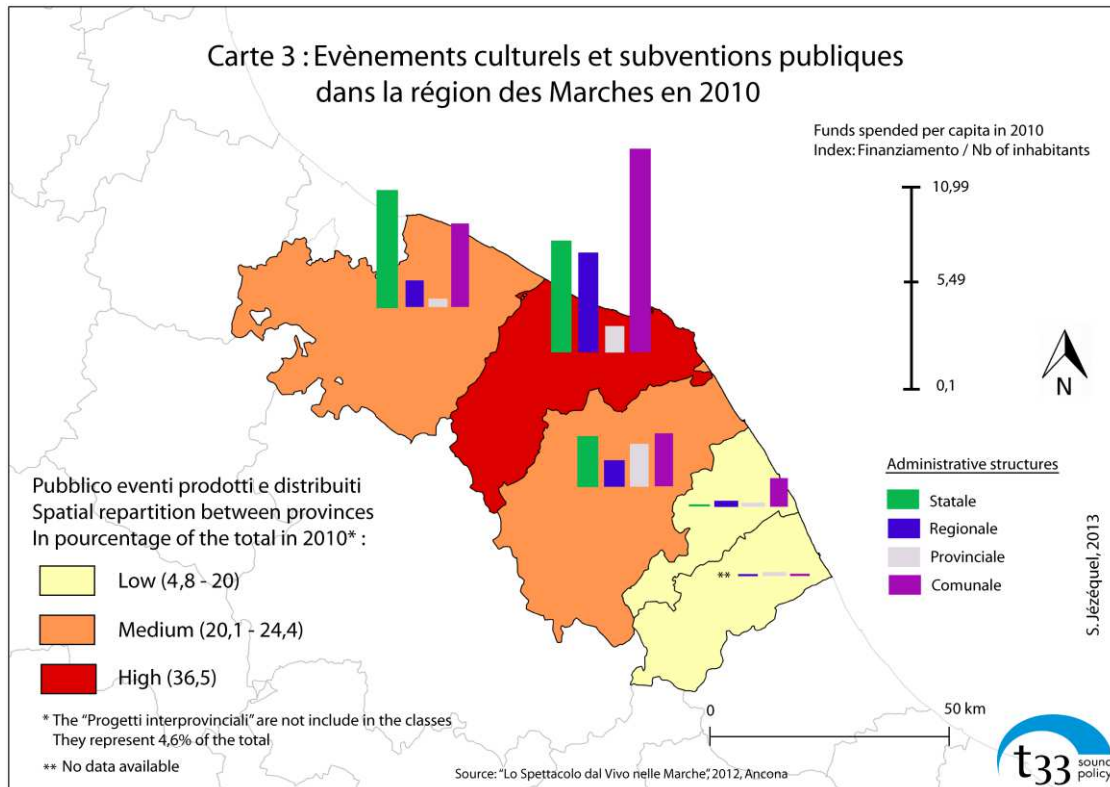 Carte 3 : Evènements culturels et subventions publiques
dans la région des Marches en 2010
Funds spended per capita in 2010
Index: Finanziamento / Nb of inhabitants
10,99
5,49
0,1
N
Administrative structures
Statale
Regionale
Provinciale
Comunale
S. Jézéquel, 2013
**
Pubblico eventi prodotti e distribuiti
Spatial repartition between provinces
In pourcentage of the total in 2010* :
Low (4,8 - 20)
Medium (20,1 - 24,4)
High (36,5)
* The "Progetti interprovinciali" are not include in the classes
They represent 4,6% of the total
** No data available
0
50 km
Source: "Lo Spettacolo dal Vivo nelle Marche", 2012, Ancona
t33 sound
policy